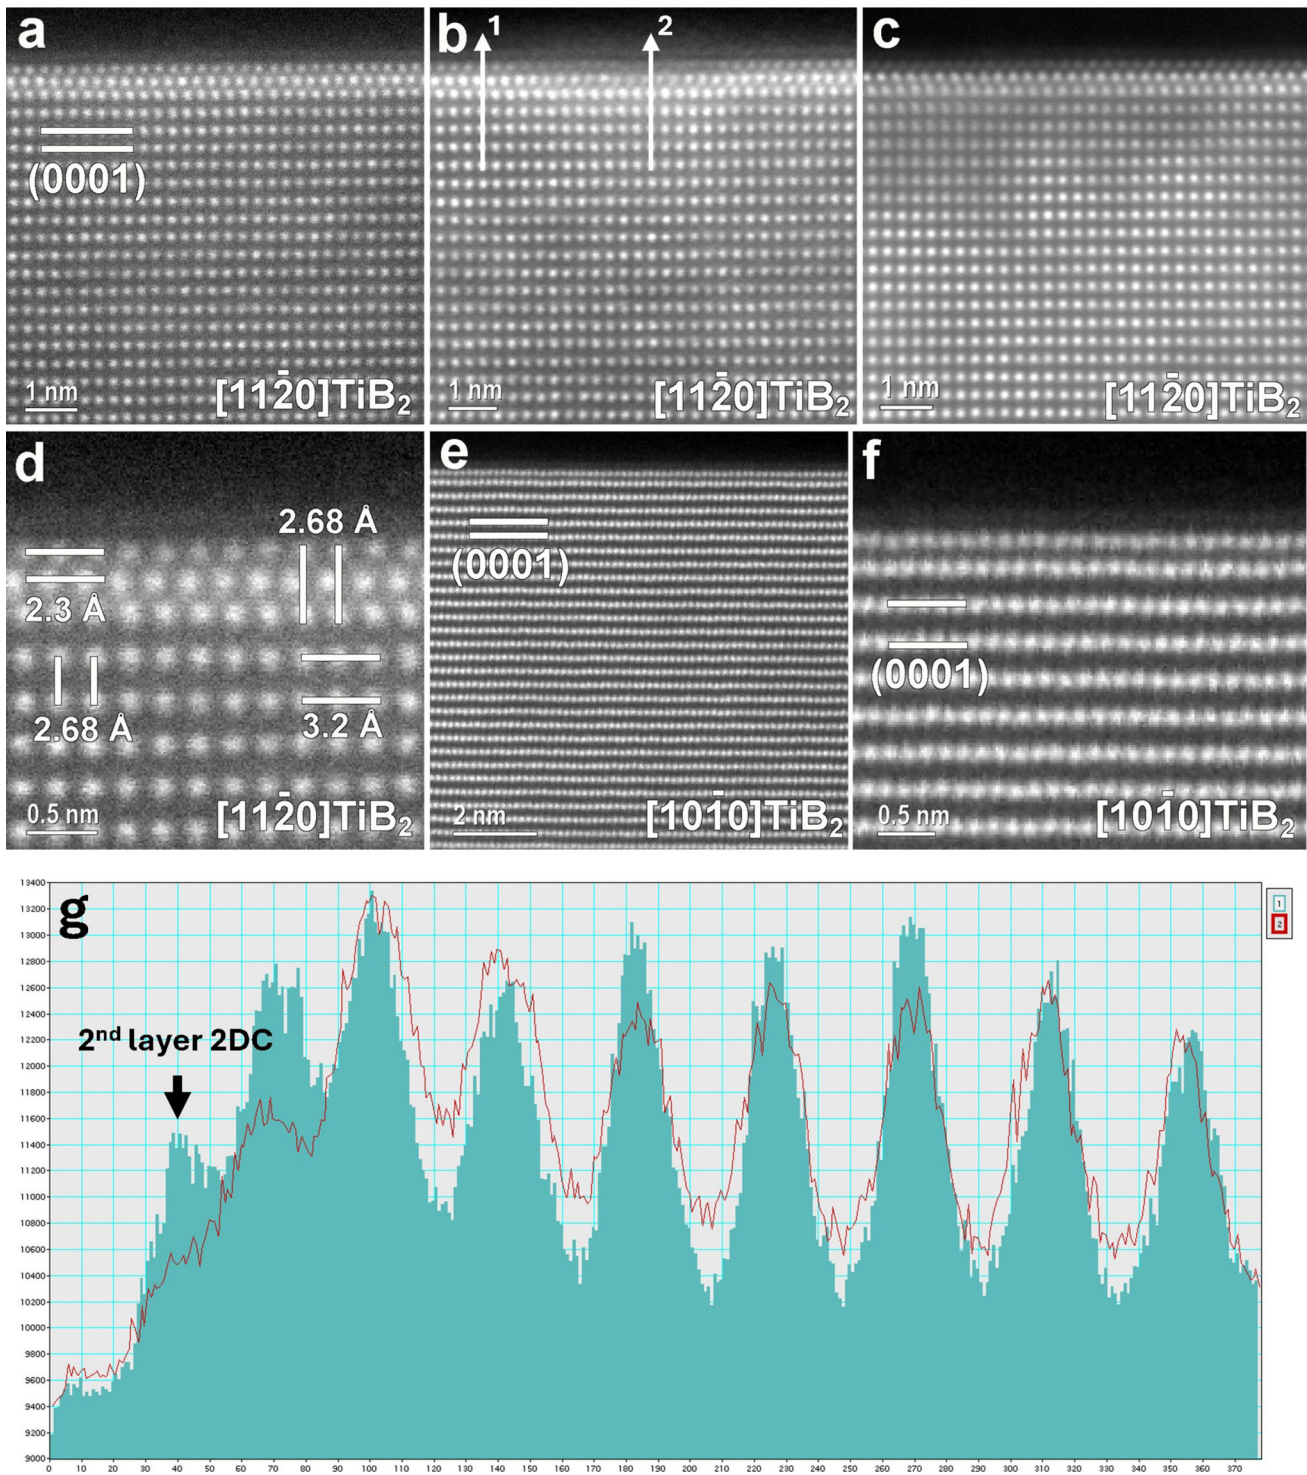 a
(0001)
1 nm
[112̄0]TiB₂
b
1
2
1 nm
[112̄0]TiB₂
c
1 nm
[112̄0]TiB₂
d
2.68 Å
2.3 Å
2.68 Å
3.2 Å
0.5 nm
[112̄0]TiB₂
e
(0001)
2 nm
[101̄0]TiB₂
f
(0001)
0.5 nm
[101̄0]TiB₂
g
2nd layer 2DC
1
2
13400
13200
13000
12800
12600
12400
12200
12000
11800
11600
11400
11200
11000
10800
10600
10400
10200
10000
9800
9600
9400
9200
9000
0 10 20 30 40 50 60 70 80 90 100 110 120 130 140 150 160 170 180 190 200 210 220 230 240 250 260 270 280 290 300 310 320 330 340 350 360 370